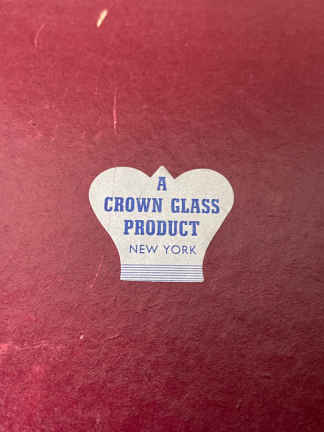 A
CROWN GLASS
PRODUCT
NEW YORK